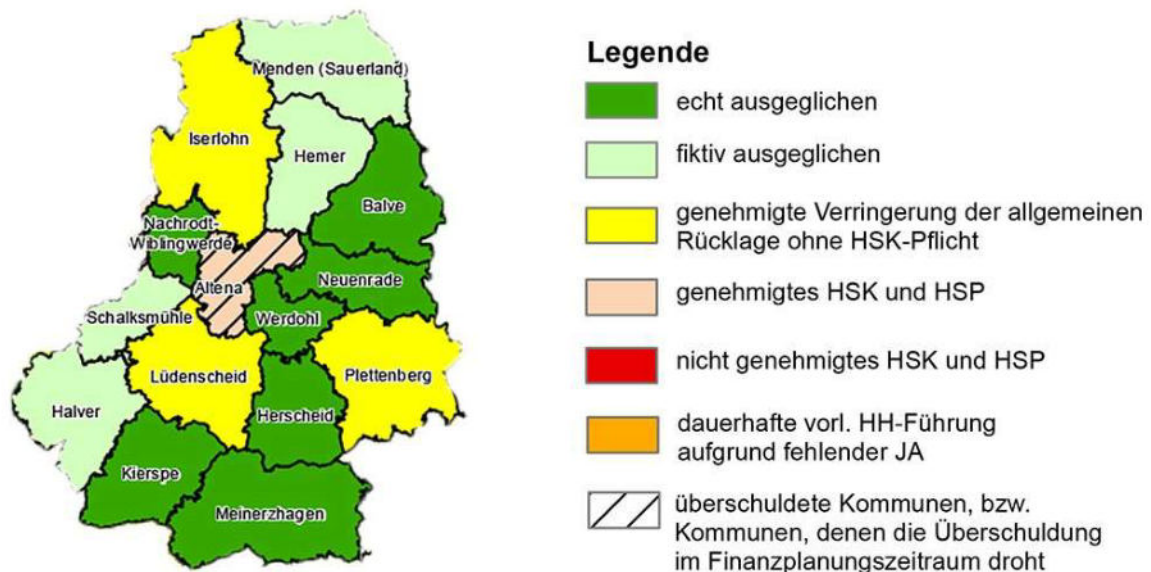 Menden (Sauerland)
Iserlohn
Hemer
Balve
Nachrodt-
Wiblingwerde
Altena
Neuenrade
Schalksmühle
Werdohl
Lüdenscheid
Plettenberg
Halver
Herscheid
Kierspe
Meinerzhagen
Legende
echt ausgeglichen
fiktiv ausgeglichen
genehmigte Verringerung der allgemeinen
Rücklage ohne HSK-Pflicht
genehmigtes HSK und HSP
nicht genehmigtes HSK und HSP
dauerhafte vorl. HH-Führung
aufgrund fehlender JA
überschuldete Kommunen, bzw.
Kommunen, denen die Überschuldung
im Finanzplanungszeitraum droht